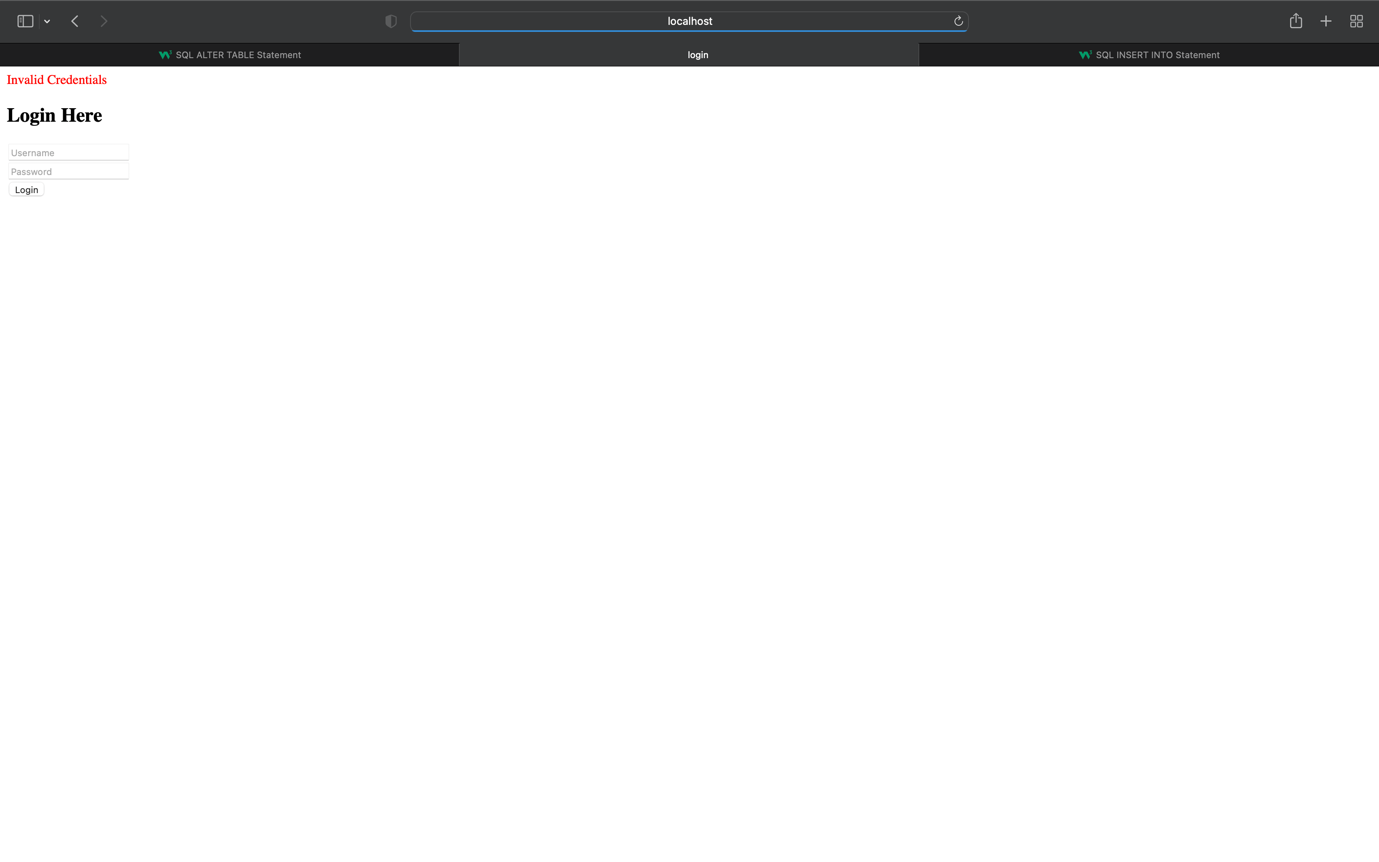 localhost
SQL ALTER TABLE Statement
login
SQL INSERT INTO Statement
Invalid Credentials
Login Here
Username
Password
Login